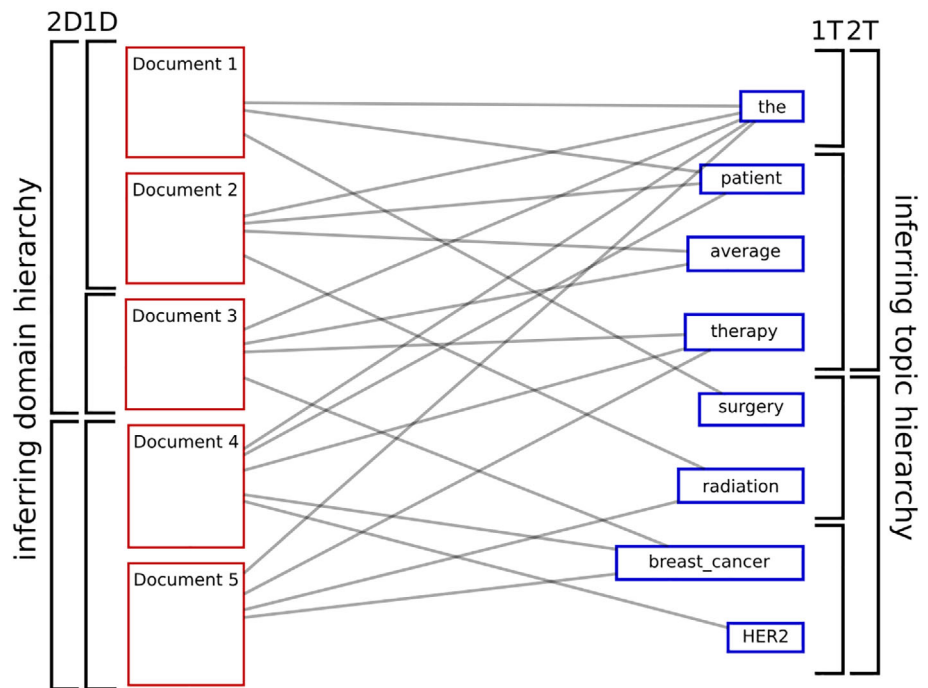 2D1D
1T2T
Document 1
the
Document 2
patient
average
Document 3
therapy
surgery
Document 4
radiation
breast_cancer
Document 5
HER2
inferring domain hierarchy
inferring topic hierarchy